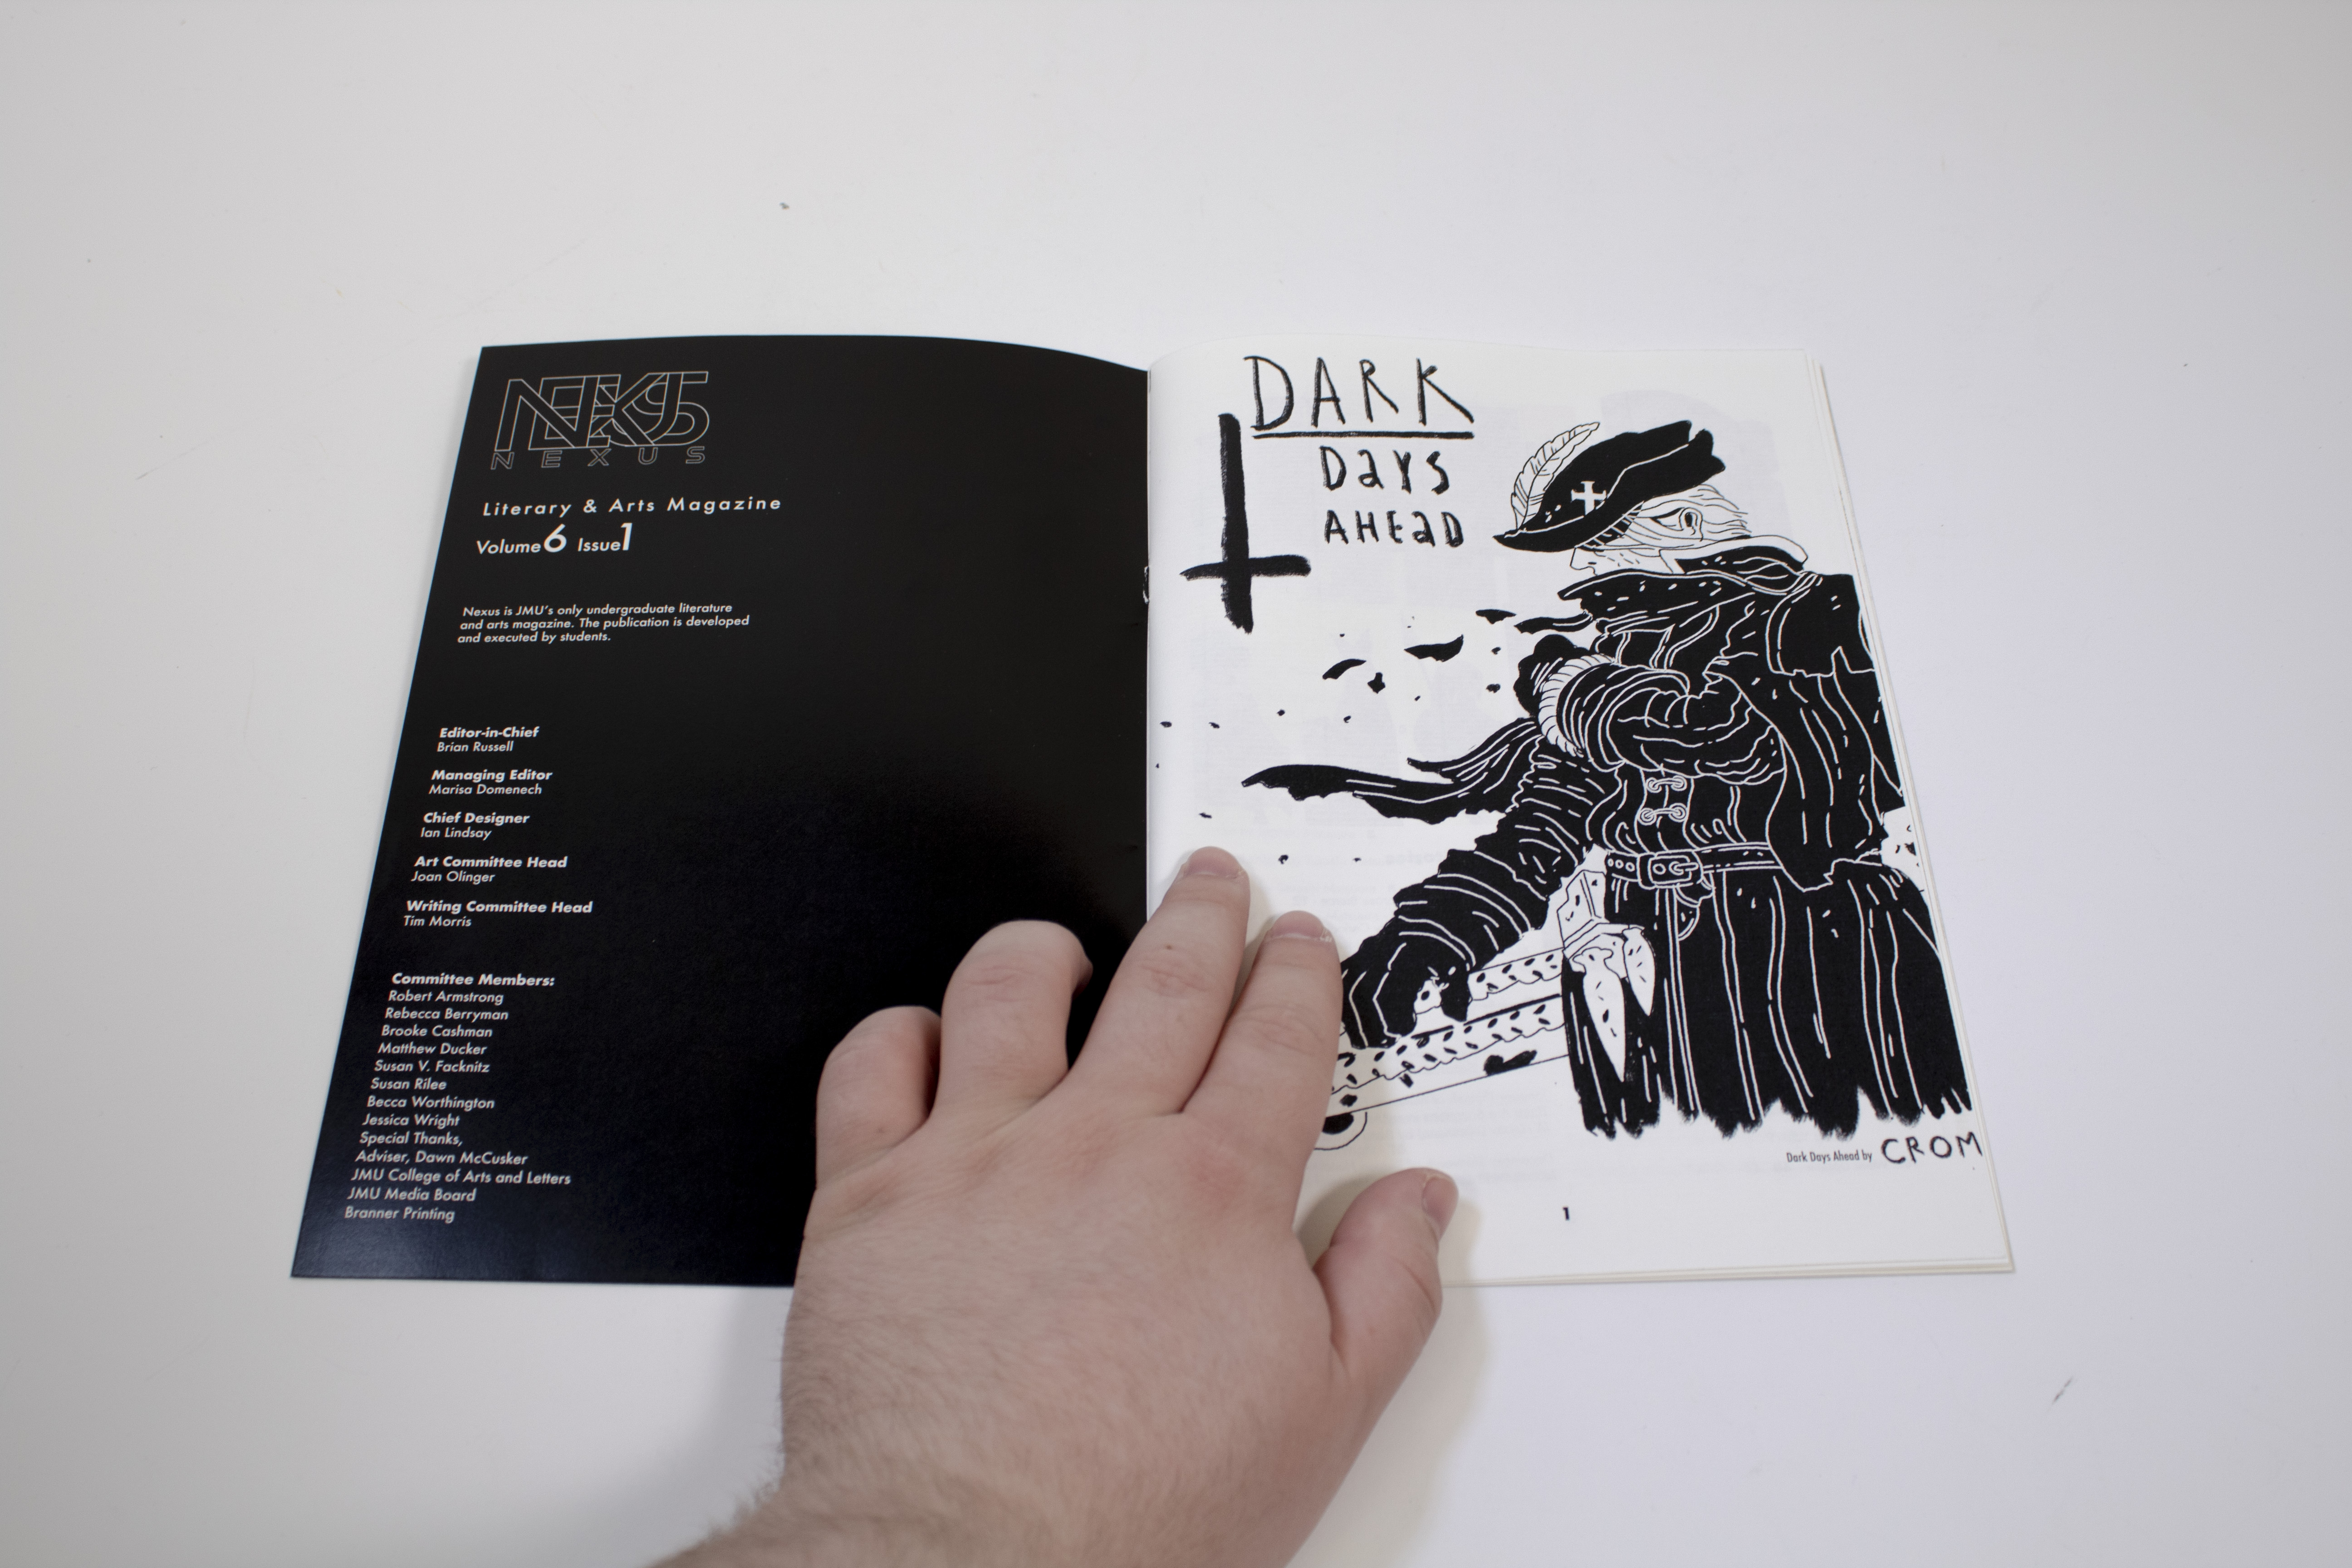 NEXUS
NEXUS
Literary & Arts Magazine
Volume 6 Issue 1
Nexus is JMU's only undergraduate literature
and arts magazine. The publication is developed
and executed by students.
Editor-in-Chief
Brian Russell
Managing Editor
Marisa Domenech
Chief Designer
Ian Lindsay
Art Committee Head
Joan Olinger
Writing Committee Head
Tim Morris
Committee Members:
Robert Armstrong
Rebecca Berryman
Brooke Cashman
Matthew Ducker
Susan V. Facknitz
Susan Rilee
Becca Worthington
Jessica Wright
Special Thanks,
Adviser, Dawn McCusker
JMU College of Arts and Letters
JMU Media Board
Branner Printing
DARK
Days
AHEaD
Dark Days Ahead by CROM
1